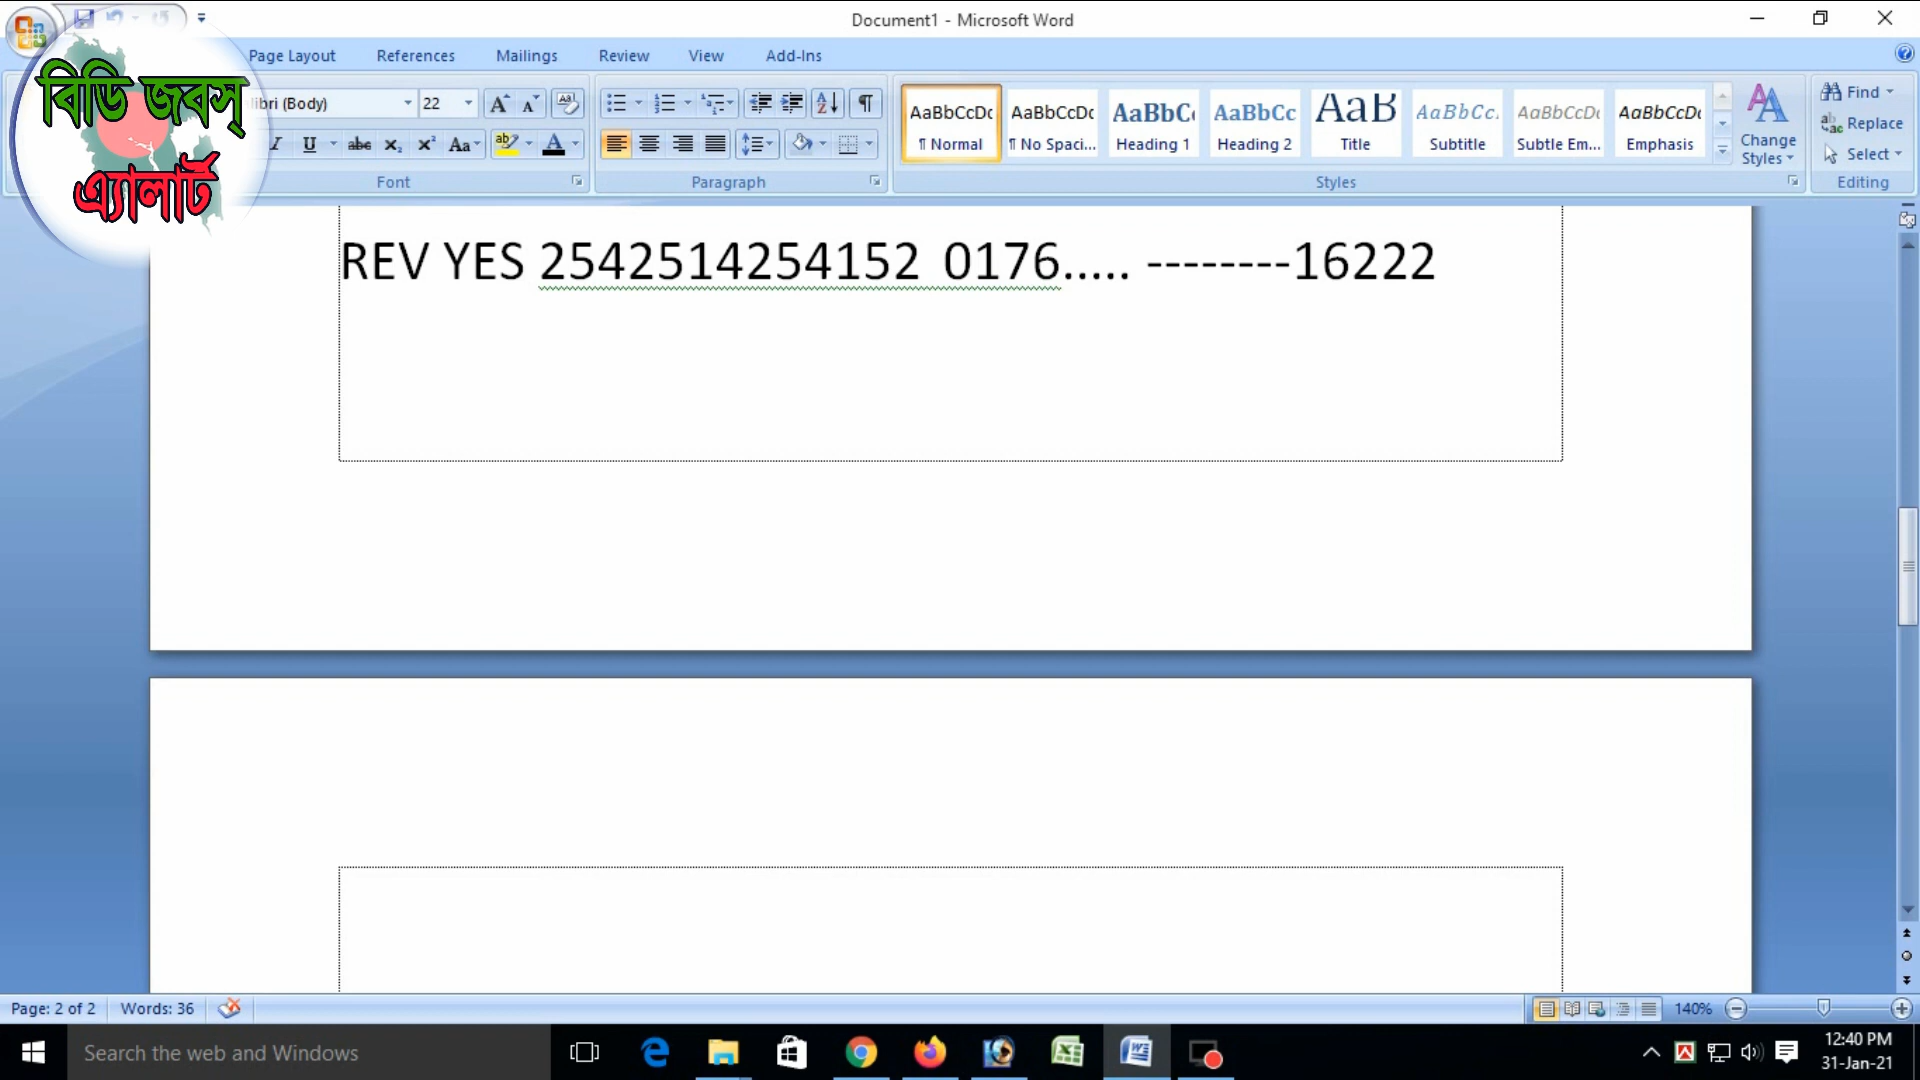 Document1 - Microsoft Word
Page Layout References Mailings Review View Add-Ins
বিডি জবস্
এ্যালার্ট
libri (Body) 22
Font Paragraph Styles Editing
AaBbCcDc AaBbCcDc AaBbC AaBbCc AaB AaBbCc. AaBbCcDc AaBbCcDc
¶ Normal ¶ No Spaci... Heading 1 Heading 2 Title Subtitle Subtle Em... Emphasis
Change Styles
Find
Replace
Select
REV YES 2542514254152 0176..... --------16222
Page: 2 of 2 Words: 36 140%
Search the web and Windows
12:40 PM
31-Jan-21